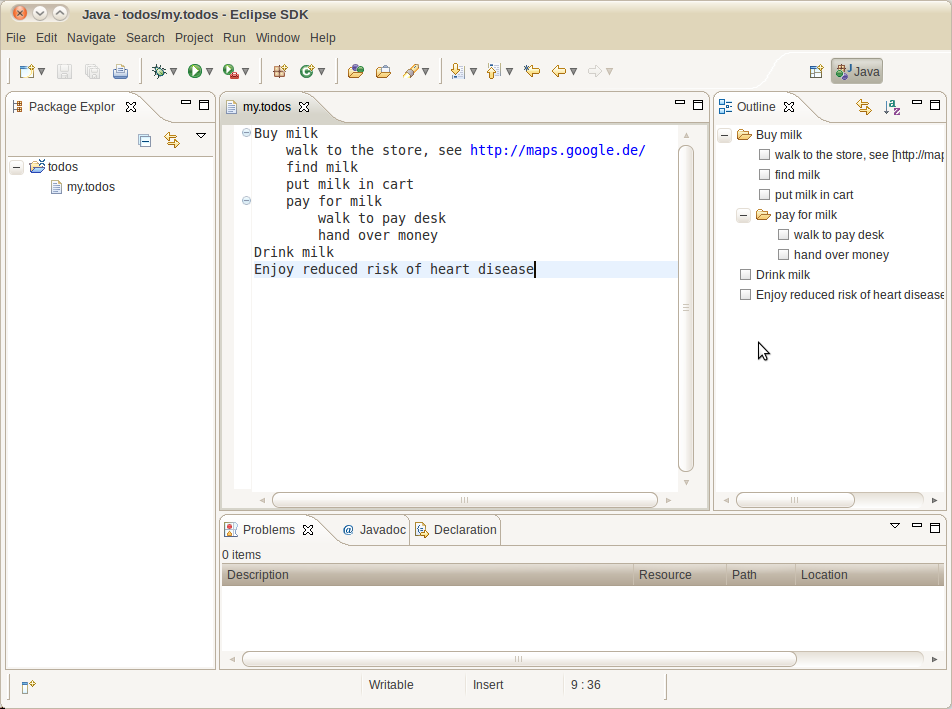 Java - todos/my.todos - Eclipse SDK
File Edit Navigate Search Project Run Window Help
Java
Package Explor
todos
my.todos
my.todos
Buy milk
walk to the store, see http://maps.google.de/
find milk
put milk in cart
pay for milk
walk to pay desk
hand over money
Drink milk
Enjoy reduced risk of heart disease
Outline
Buy milk
walk to the store, see [http://map
find milk
put milk in cart
pay for milk
walk to pay desk
hand over money
Drink milk
Enjoy reduced risk of heart disease
Problems @ Javadoc Declaration
0 items
Description Resource Path Location
Writable Insert 9 : 36